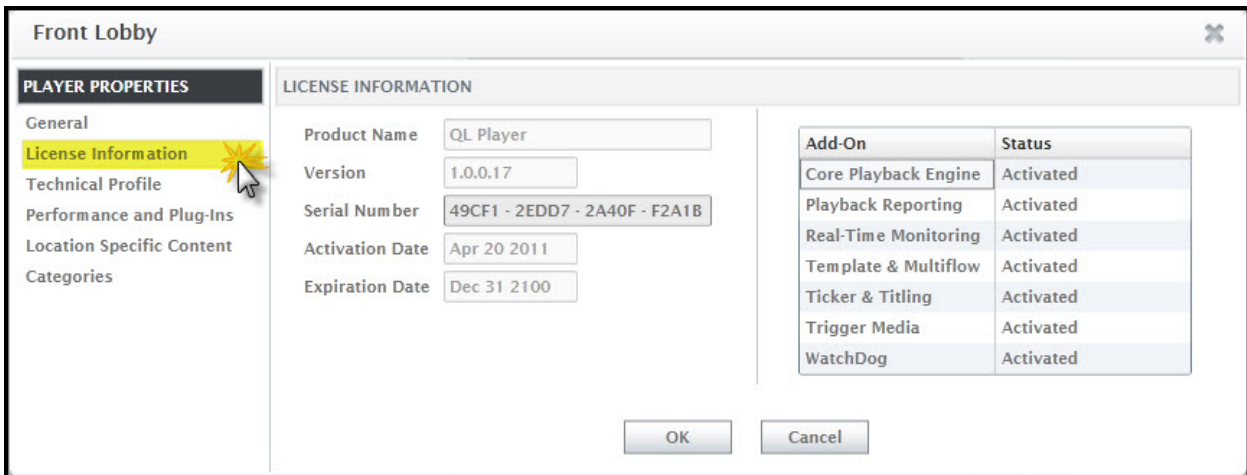 Front Lobby
PLAYER PROPERTIES
General
License Information
Technical Profile
Performance and Plug-Ins
Location Specific Content
Categories
LICENSE INFORMATION
Product Name QL Player
Version 1.0.0.17
Serial Number 49CF1 - 2EDD7 - 2A40F - F2A1B
Activation Date Apr 20 2011
Expiration Date Dec 31 2100
Add-On Status
Core Playback Engine Activated
Playback Reporting Activated
Real-Time Monitoring Activated
Template & Multiflow Activated
Ticker & Titling Activated
Trigger Media Activated
WatchDog Activated
OK Cancel